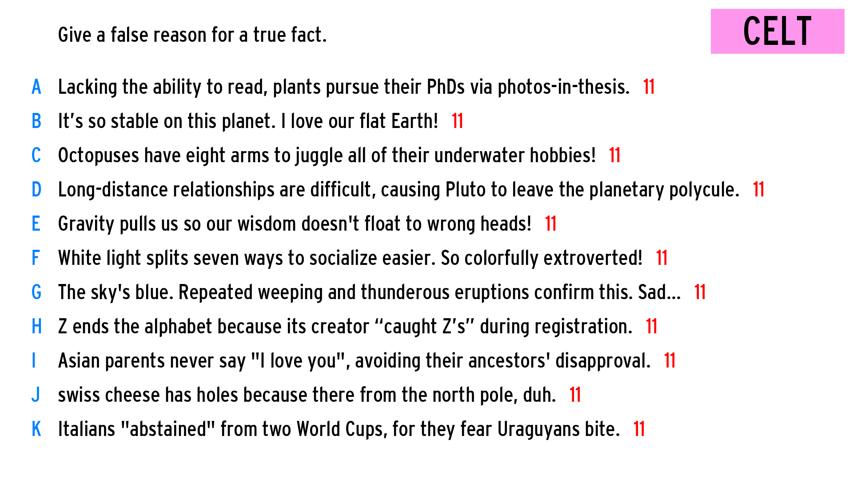 Give a false reason for a true fact.
CELT
A Lacking the ability to read, plants pursue their PhDs via photos-in-thesis. 11
B It's so stable on this planet. I love our flat Earth! 11
C Octopuses have eight arms to juggle all of their underwater hobbies! 11
D Long-distance relationships are difficult, causing Pluto to leave the planetary polycule. 11
E Gravity pulls us so our wisdom doesn't float to wrong heads! 11
F White light splits seven ways to socialize easier. So colorfully extroverted! 11
G The sky's blue. Repeated weeping and thunderous eruptions confirm this. Sad... 11
H Z ends the alphabet because its creator “caught Z’s” during registration. 11
I Asian parents never say "I love you", avoiding their ancestors' disapproval. 11
J swiss cheese has holes because there from the north pole, duh. 11
K Italians "abstained" from two World Cups, for they fear Uraguyans bite. 11